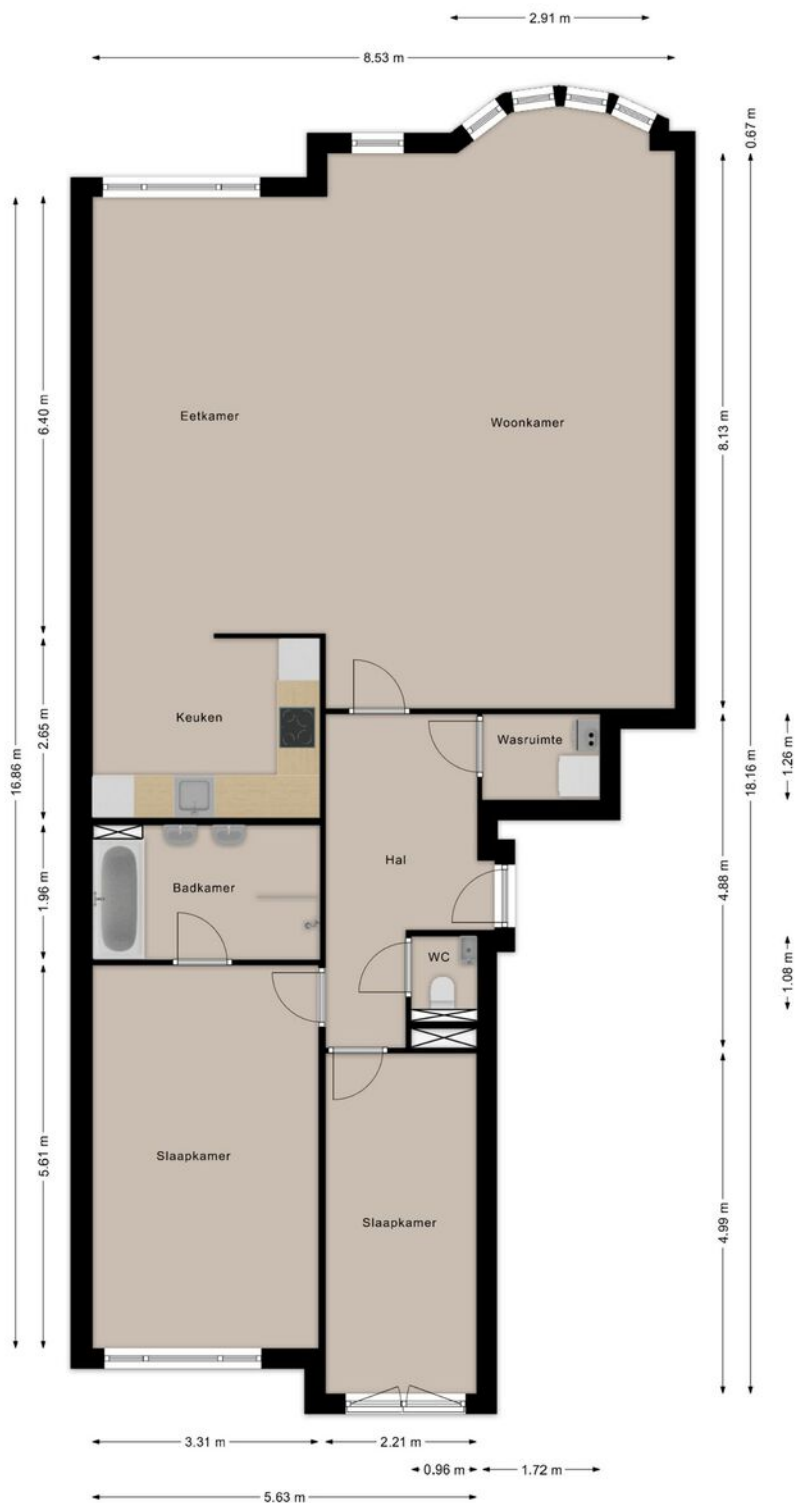 2.91 m
8.53 m
0.67 m
6.40 m
Eetkamer
Woonkamer
8.13 m
2.65 m
Keuken
Wasruimte
1.26 m
16.86 m
18.16 m
1.96 m
Badkamer
Hal
4.88 m
WC
1.08 m
5.61 m
Slaapkamer
Slaapkamer
4.99 m
3.31 m
2.21 m
0.96 m
1.72 m
5.63 m